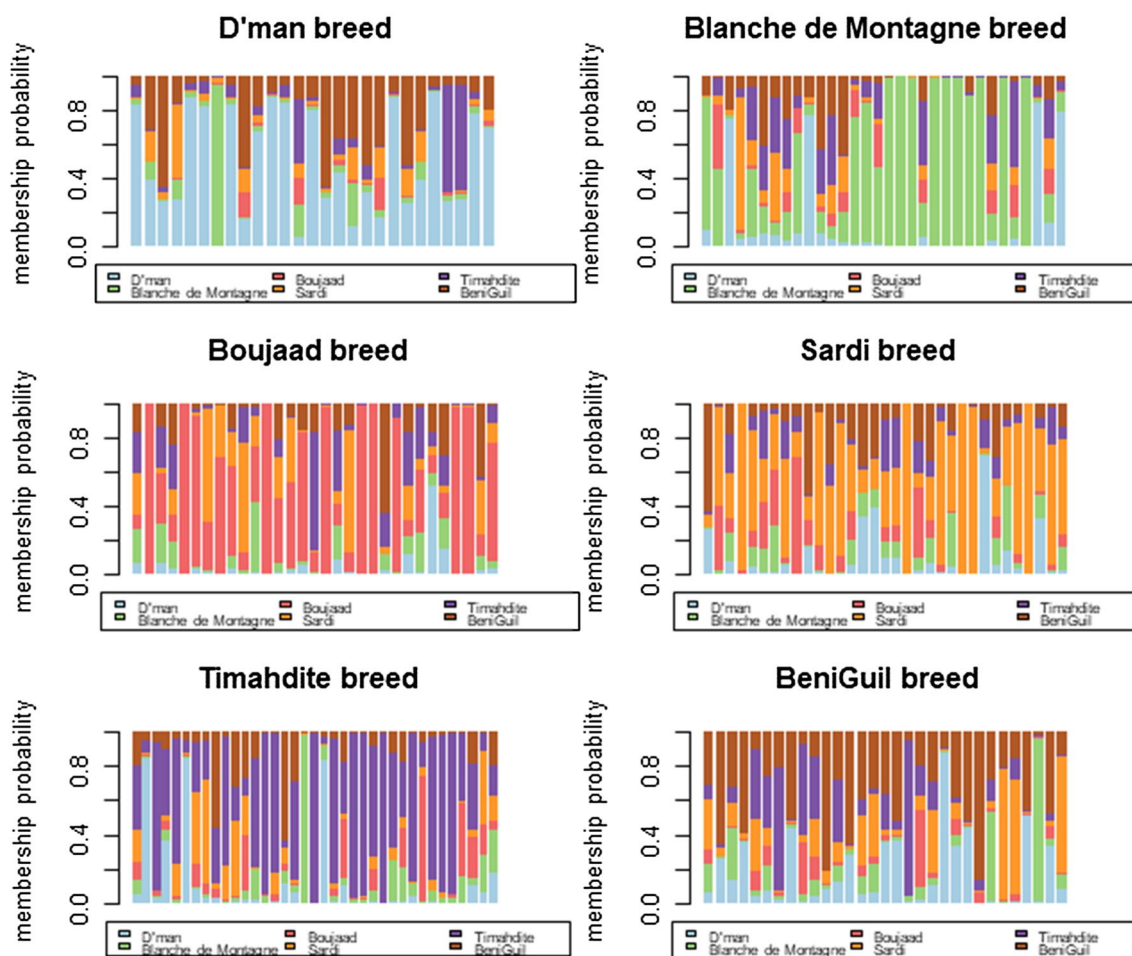 D'man breed
membership probability
0.8
0.4
0.0
D'man Boujaad Timahdite
Blanche de Montagne Sardi BeniGuil
Blanche de Montagne breed
membership probability
0.8
0.4
0.0
D'man Boujaad Timahdite
Blanche de Montagne Sardi BeniGuil
Boujaad breed
membership probability
0.8
0.4
0.0
D'man Boujaad Timahdite
Blanche de Montagne Sardi BeniGuil
Sardi breed
membership probability
0.8
0.4
0.0
D'man Boujaad Timahdite
Blanche de Montagne Sardi BeniGuil
Timahdite breed
membership probability
0.8
0.4
0.0
D'man Boujaad Timahdite
Blanche de Montagne Sardi BeniGuil
BeniGuil breed
membership probability
0.8
0.4
0.0
D'man Boujaad Timahdite
Blanche de Montagne Sardi BeniGuil